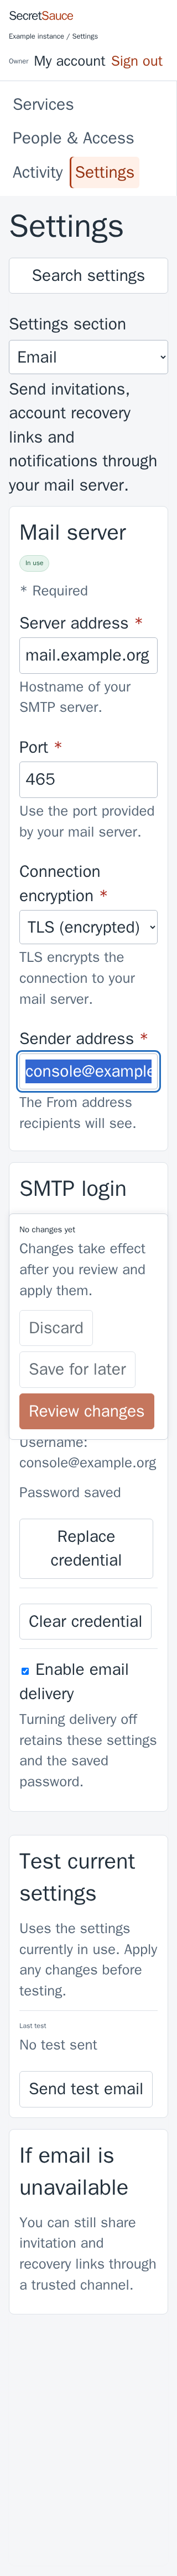 SecretSauce
Example instance / Settings
Owner My account Sign out
Services
People & Access
Activity Settings
Settings
Search settings
Settings section
Email
Send invitations,
account recovery
links and
notifications through
your mail server.
Mail server
In use
* Required
Server address *
mail.example.org
Hostname of your
SMTP server.
Port *
465
Use the port provided
by your mail server.
Connection
encryption *
TLS (encrypted)
TLS encrypts the
connection to your
mail server.
Sender address *
console@example
The From address
recipients will see.
SMTP login
No changes yet
Changes take effect
after you review and
apply them.
Discard
Save for later
Review changes
Username:
console@example.org
Password saved
Replace
credential
Clear credential
Enable email
delivery
Turning delivery off
retains these settings
and the saved
password.
Test current
settings
Uses the settings
currently in use. Apply
any changes before
testing.
Last test
No test sent
Send test email
If email is
unavailable
You can still share
invitation and
recovery links through
a trusted channel.